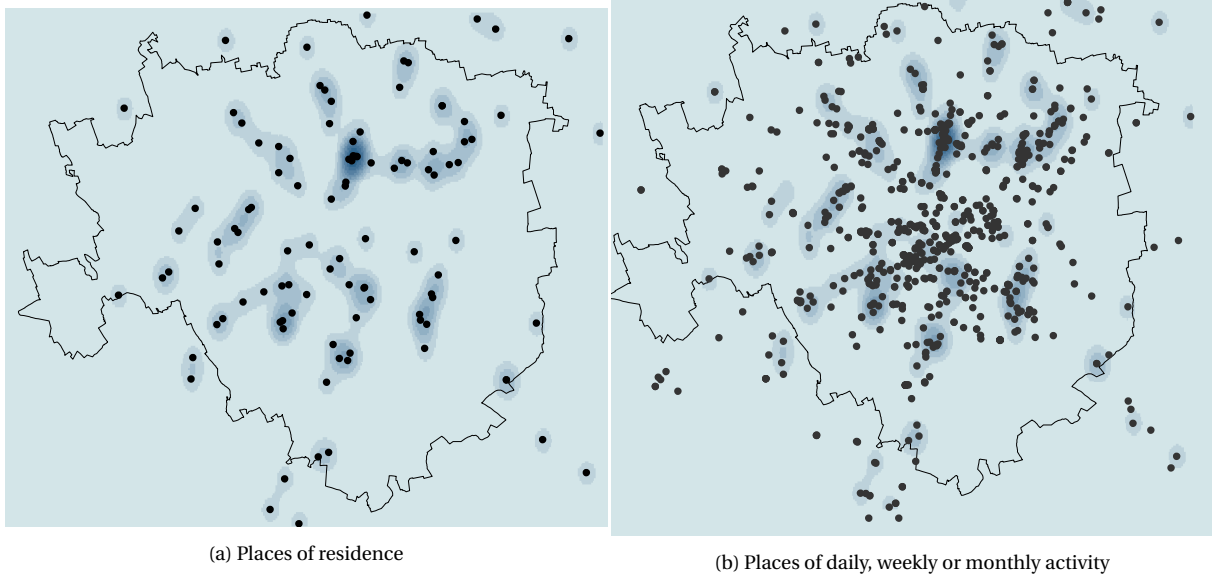 (a) Places of residence
(b) Places of daily, weekly or monthly activity